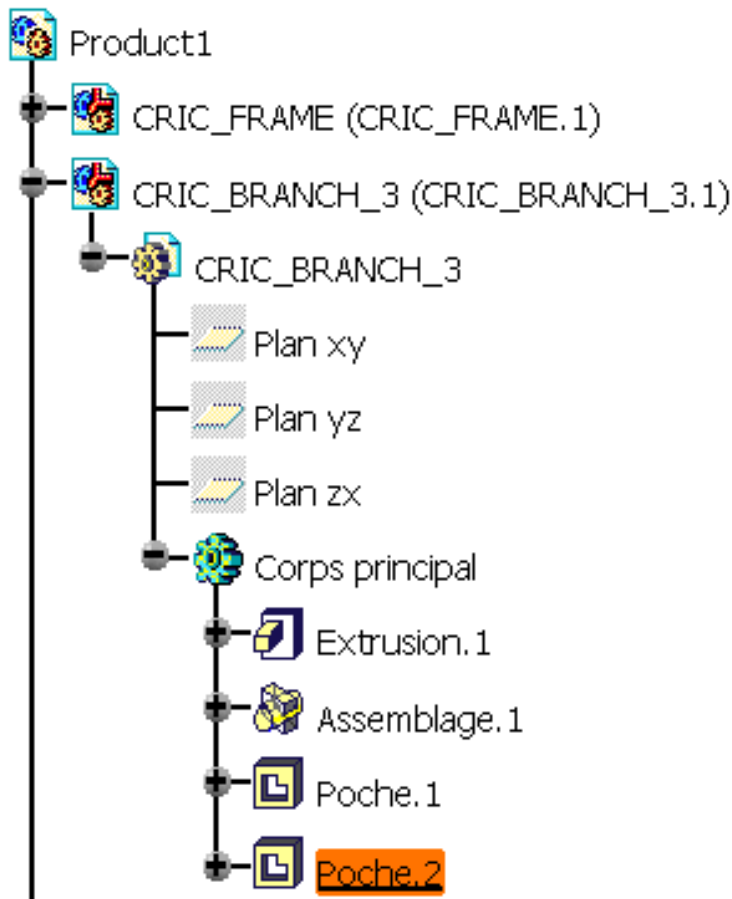 Product1
CRIC_FRAME (CRIC_FRAME.1)
CRIC_BRANCH_3 (CRIC_BRANCH_3.1)
CRIC_BRANCH_3
Plan xy
Plan yz
Plan zx
Corps principal
Extrusion.1
Assemblage.1
Poche.1
Poche.2